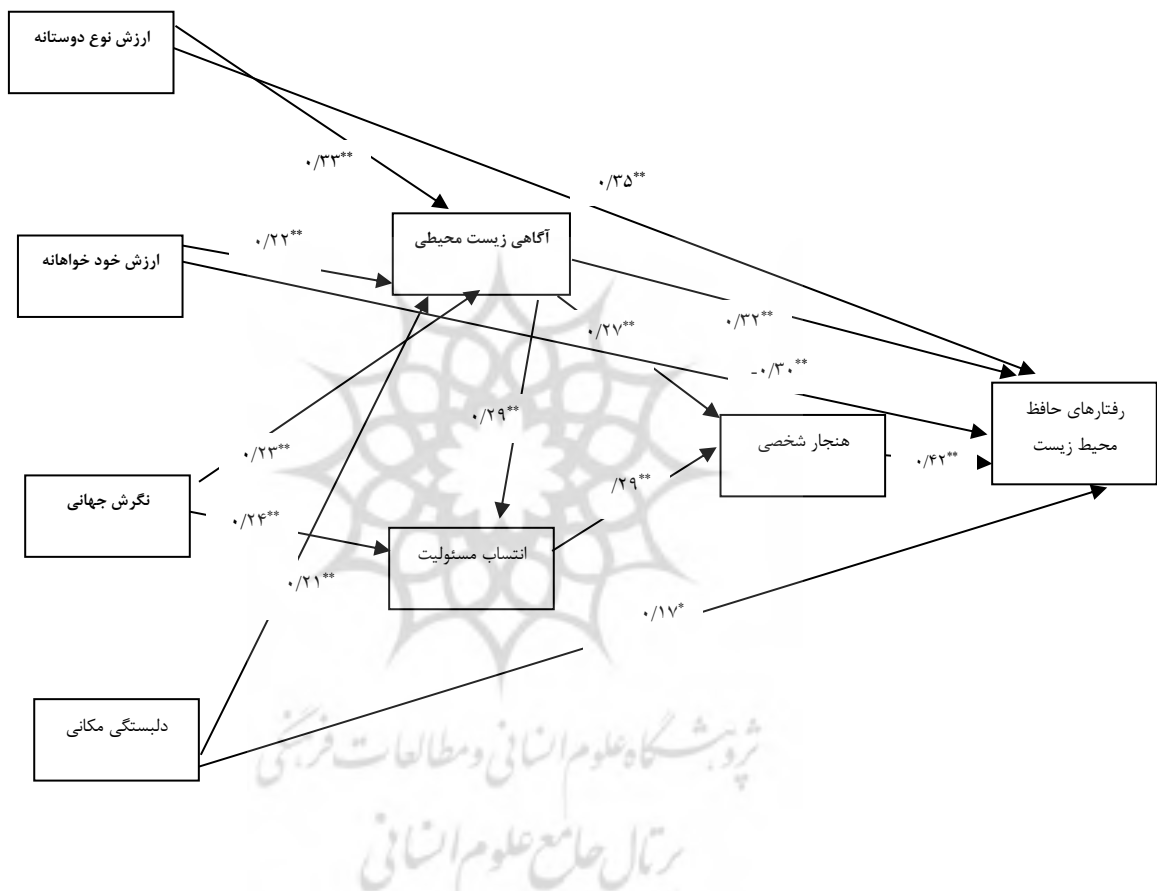 ارزش نوع دوستانه
۰/۳۳**
۰/۳۵**
آگاهی زیست محیطی
ارزش خود خواهانه
۰/۲۲**
۰/۳۲**
۰/۲۷**
-۰/۳۰**
رفتارهای حافظ
محیط زیست
۰/۲۹**
هنجار شخصی
۰/۴۲**
۰/۲۳**
/۲۹**
نگرش جهانی
۰/۲۴**
انتساب مسئولیت
۰/۲۱**
۰/۱۷*
دلبستگی مکانی
پژوهشگاه علوم انسانی و مطالعات فرهنگی
پرتال جامع علوم انسانی